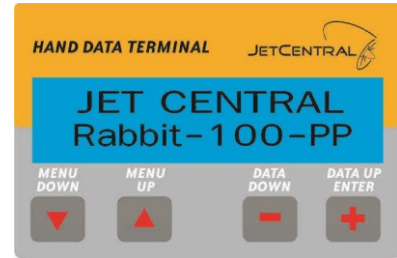 HAND DATA TERMINAL
JETCENTRAL
JET CENTRAL
Rabbit-100-PP
MENU DOWN
MENU UP
DATA DOWN
DATA UP ENTER